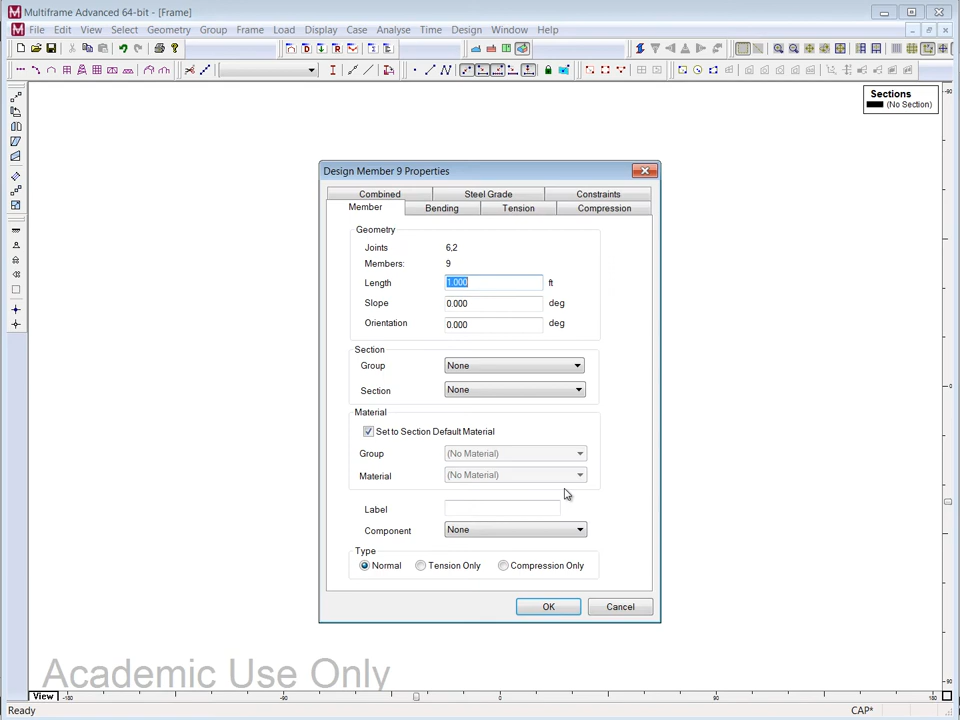 Multiframe Advanced 64-bit - [Frame]
File Edit View Select Geometry Group Frame Load Display Case Analyse Time Design Window Help
Sections
(No Section)
Design Member 9 Properties
Combined Steel Grade Constraints
Member Bending Tension Compression
Geometry
Joints 6,2
Members: 9
Length 1.000 ft
Slope 0.000 deg
Orientation 0.000 deg
Section
Group None
Section None
Material
Set to Section Default Material
Group (No Material)
Material (No Material)
Label
Component None
Type
Normal Tension Only Compression Only
OK Cancel
Academic Use Only
View -90 0 90
Ready CAP*